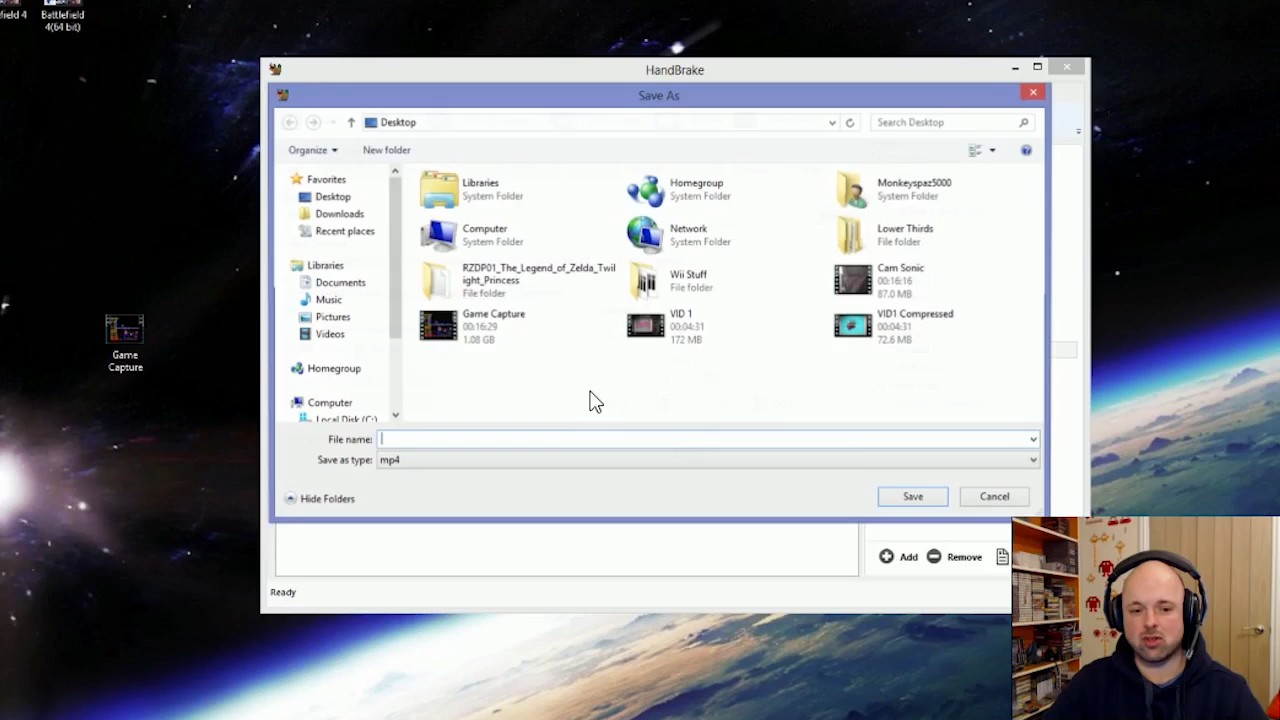 field 4
Battlefield
4(64 bit)
HandBrake
Save As
Desktop
Search Desktop
Organize
New folder
Favorites
Desktop
Downloads
Recent places
Libraries
Documents
Music
Pictures
Videos
Homegroup
Computer
Local Disk (C:)
Libraries
System Folder
Homegroup
System Folder
Monkeyspaz5000
System Folder
Computer
System Folder
Network
System Folder
Lower Thirds
File folder
RZDP01_The_Legend_of_Zelda_Twil
ight_Princess
File folder
Wii Stuff
File folder
Cam Sonic
00:16:16
87.0 MB
Game Capture
00:16:29
1.08 GB
VID 1
00:04:31
172 MB
VID1 Compressed
00:04:31
72.6 MB
Game
Capture
File name:
Save as type: mp4
Hide Folders
Save
Cancel
Add
Remove
Ready